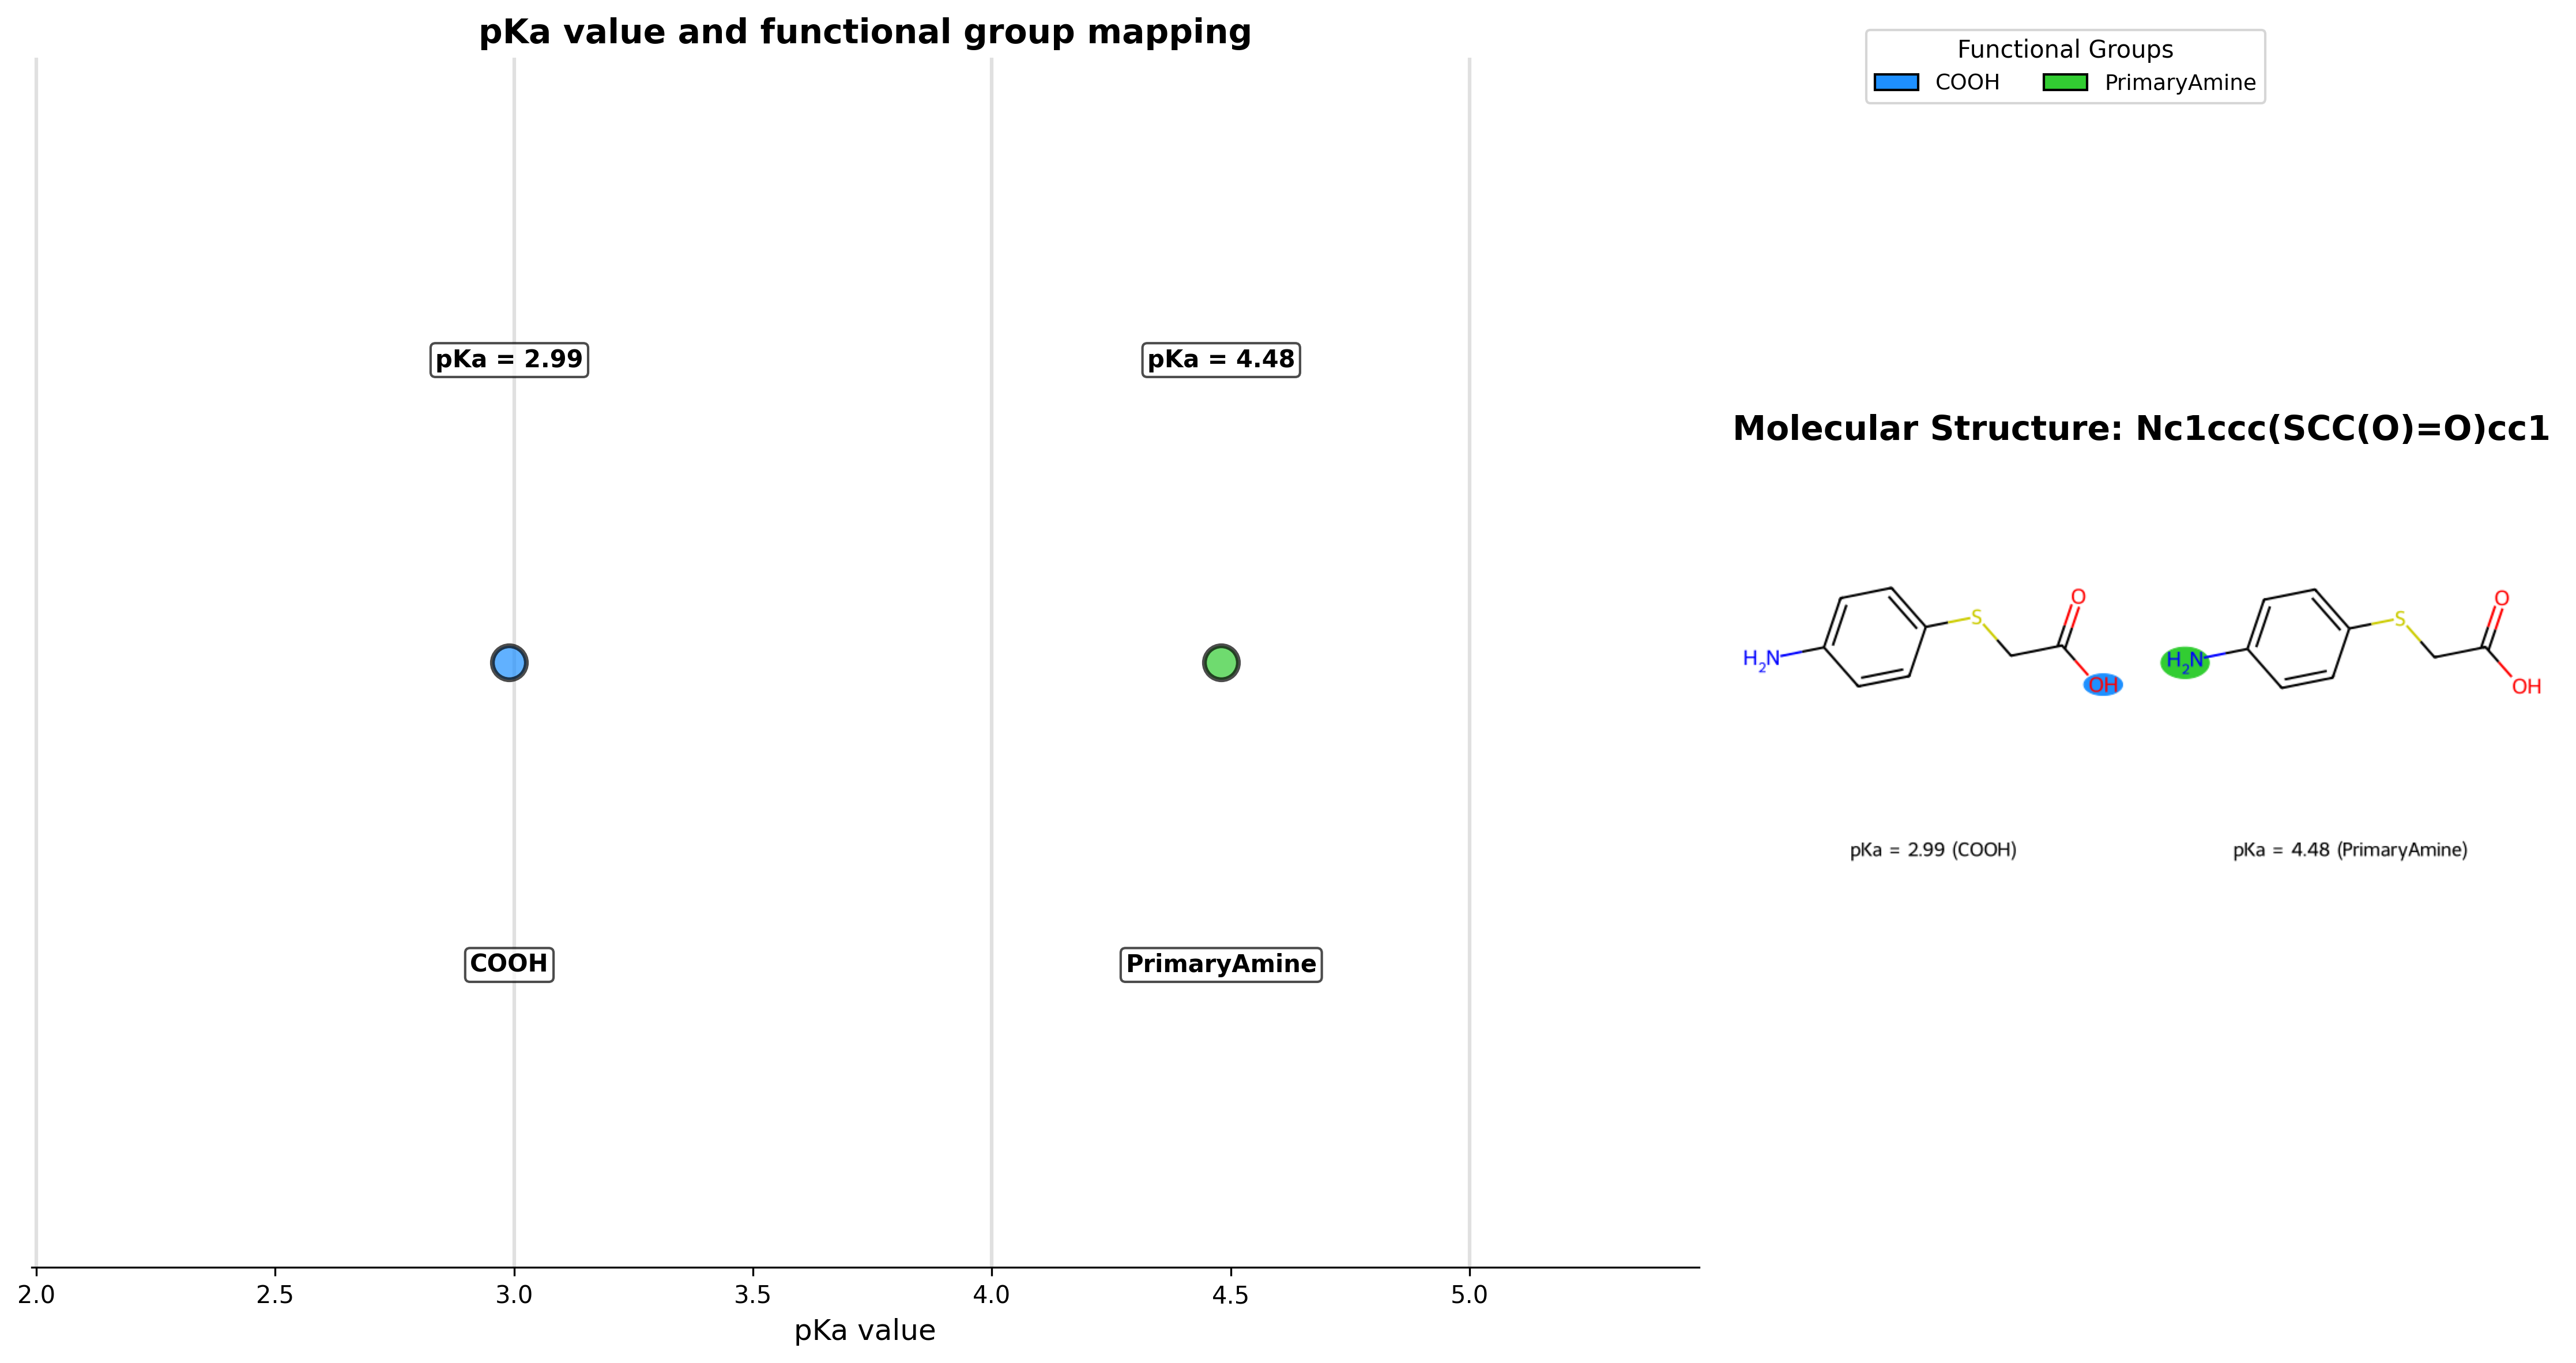 pKa value and functional group mapping
pKa = 2.99
pKa = 4.48
COOH
PrimaryAmine
2.0
2.5
3.0
3.5
4.0
4.5
5.0
pKa value
Functional Groups
COOH
PrimaryAmine
Molecular Structure: Nc1ccc(SCC(O)=O)cc1
H2N
S
O
OH
H2N
S
O
OH
pKa = 2.99 (COOH)
pKa = 4.48 (PrimaryAmine)